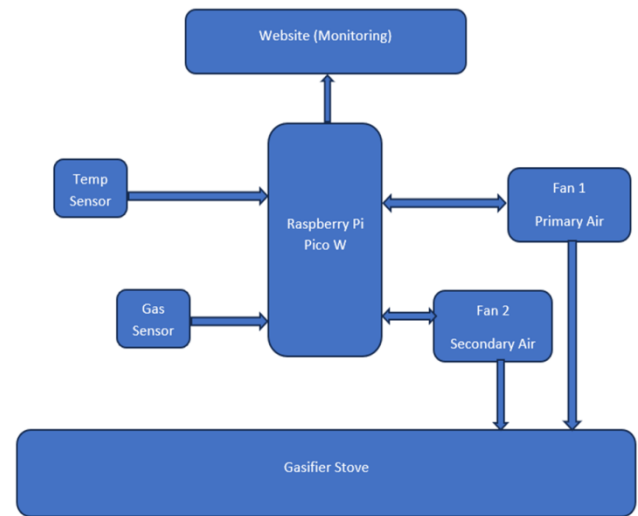 Website (Monitoring)
Temp
Sensor
Raspberry Pi
Pico W
Fan 1
Primary Air
Gas
Sensor
Fan 2
Secondary Air
Gasifier Stove